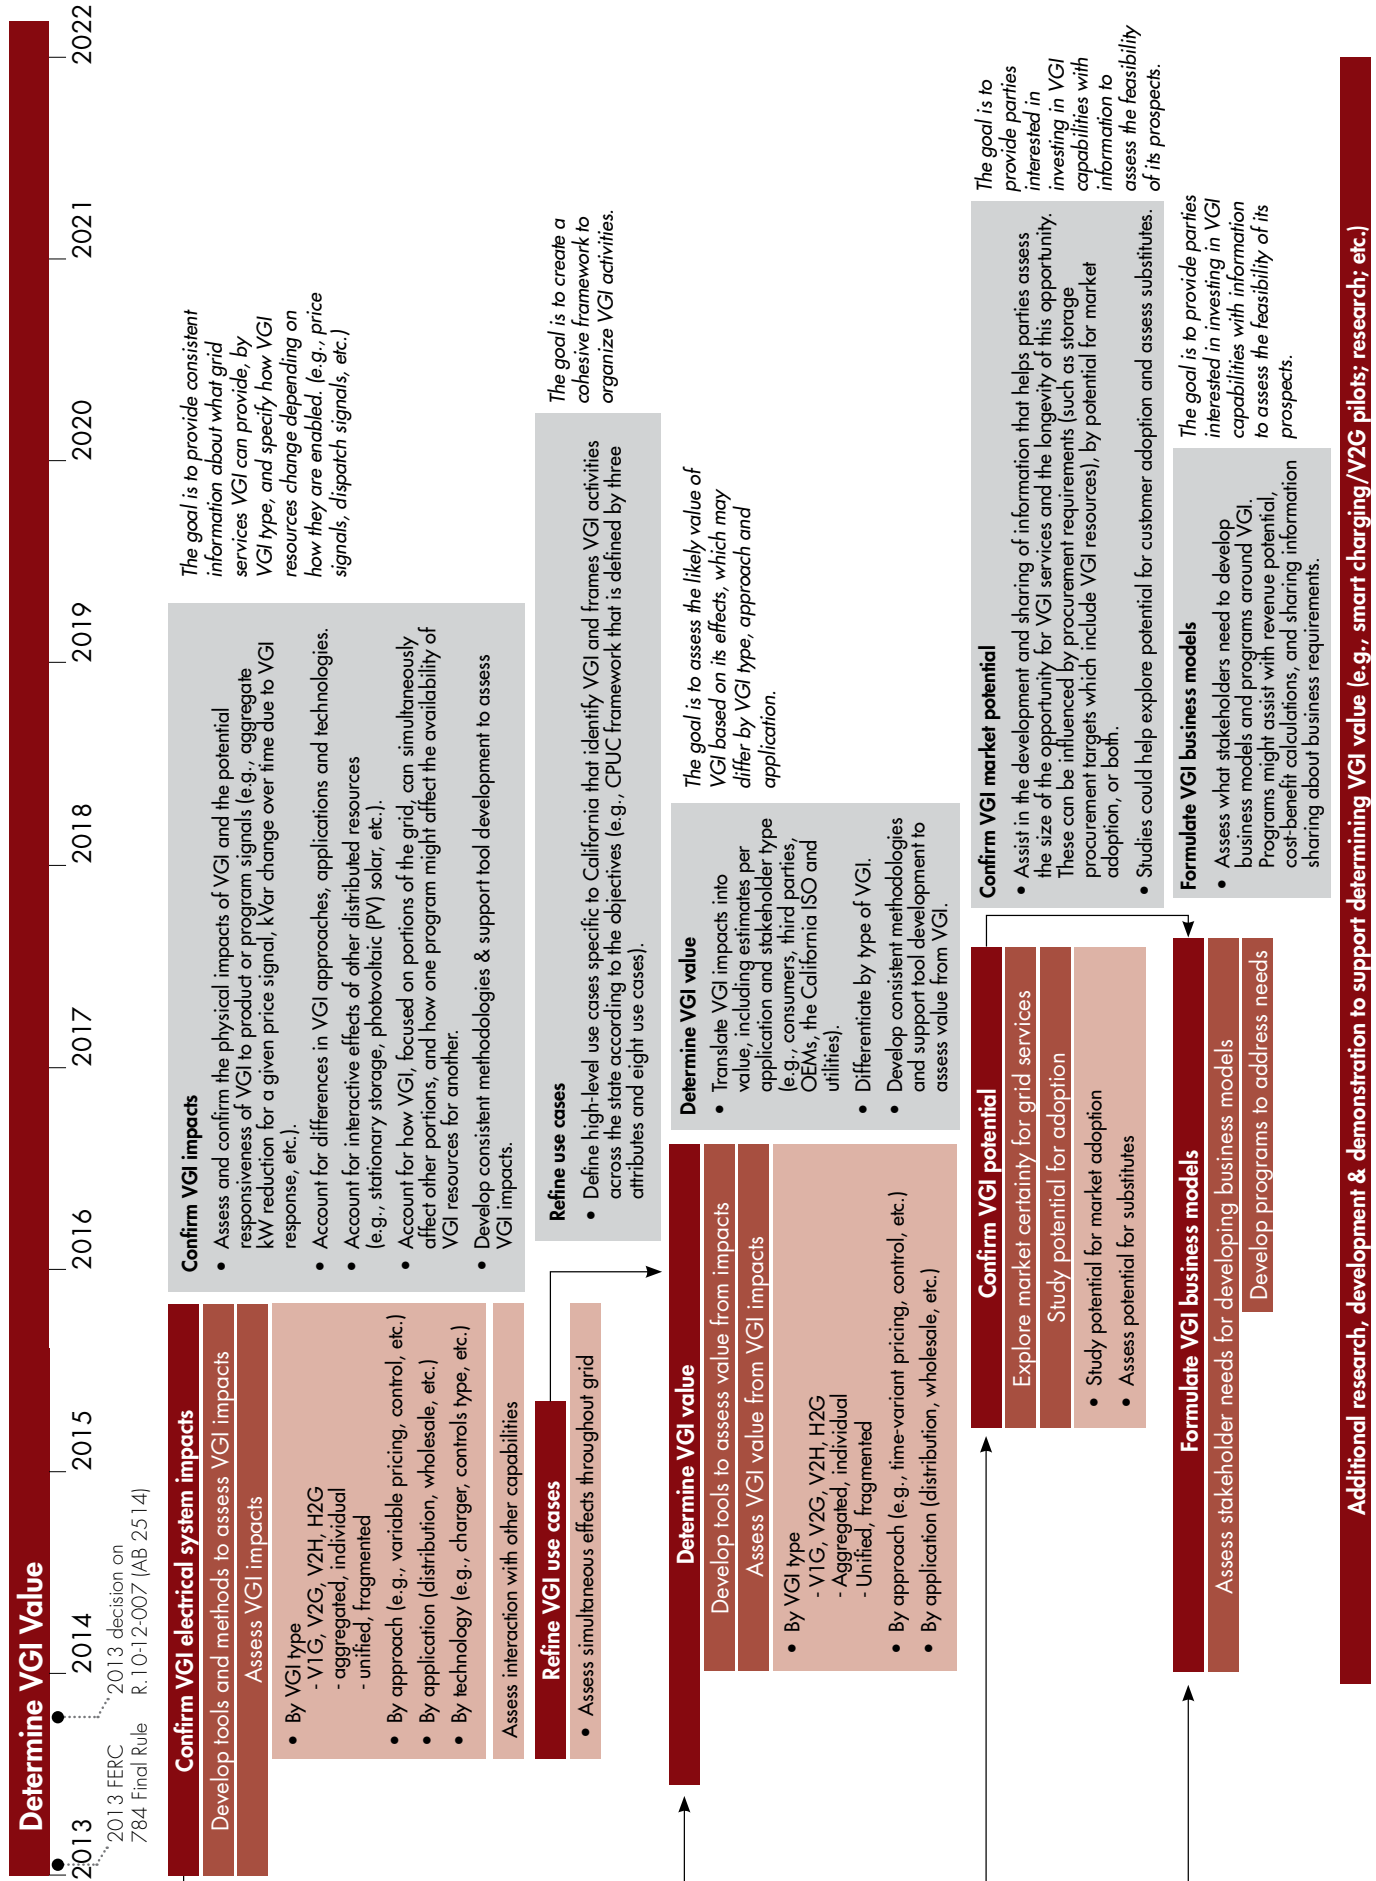 Determine VGI Value
2013
2014
2015
2016
2017
2018
2019
2020
2021
2022
2013 FERC
784 Final Rule
2013 decision on
R.10-12-007 (AB 2514)
Confirm VGI electrical system impacts
Develop tools and methods to assess VGI impacts
Assess VGI impacts
• By VGI type
- V1G, V2G, V2H, H2G
- aggregated, individual
- unified, fragmented
• By approach (e.g., variable pricing, control, etc.)
• By application (distribution, wholesale, etc.)
• By technology (e.g., charger, controls type, etc.)
Assess interaction with other capabilities
Confirm VGI impacts
• Assess and confirm the physical impacts of VGI and the potential
responsiveness of VGI to product or program signals (e.g., aggregate
kW reduction for a given price signal, kVar change over time due to VGI
response, etc.).
• Account for differences in VGI approaches, applications and technologies.
• Account for interactive effects of other distributed resources
(e.g., stationary storage, photovoltaic (PV) solar, etc.).
• Account for how VGI, focused on portions of the grid, can simultaneously
affect other portions, and how one program might affect the availability of
VGI resources for another.
• Develop consistent methodologies & support tool development to assess
VGI impacts.
The goal is to provide consistent
information about what grid
services VGI can provide, by
VGI type, and specify how VGI
resources change depending on
how they are enabled. (e.g., price
signals, dispatch signals, etc.)
Refine VGI use cases
• Assess simultaneous effects throughout grid
Refine use cases
• Define high-level use cases specific to California that identify VGI and frames VGI activities
across the state according to the objectives (e.g., CPUC framework that is defined by three
attributes and eight use cases).
The goal is to create a
cohesive framework to
organize VGI activities.
Determine VGI value
Develop tools to assess value from impacts
Assess VGI value from VGI impacts
• By VGI type
- V1G, V2G, V2H, H2G
- Aggregated, individual
- Unified, fragmented
• By approach (e.g., time-variant pricing, control, etc.)
• By application (distribution, wholesale, etc.)
Determine VGI value
• Translate VGI impacts into
value, including estimates per
application and stakeholder type
(e.g., consumers, third parties,
OEMs, the California ISO and
utilities).
• Differentiate by type of VGI.
• Develop consistent methodologies
and support tool development to
assess value from VGI.
The goal is to assess the likely value of
VGI based on its effects, which may
differ by VGI type, approach and
application.
Confirm VGI potential
Explore market certainty for grid services
Study potential for adoption
• Study potential for market adoption
• Assess potential for substitutes
Confirm VGI market potential
• Assist in the development and sharing of information that helps parties assess
the size of the opportunity for VGI services and the longevity of this opportunity.
These can be influenced by procurement requirements (such as storage
procurement targets which include VGI resources), by potential for market
adoption, or both.
• Studies could help explore potential for customer adoption and assess substitutes.
The goal is to
provide parties
interested in
investing in VGI
capabilities with
information to
assess the feasibility
of its prospects.
Formulate VGI business models
Assess stakeholder needs for developing business models
Develop programs to address needs
Formulate VGI business models
• Assess what stakeholders need to develop
business models and programs around VGI.
Programs might assist with revenue potential,
cost-benefit calculations, and sharing information
sharing about business requirements.
The goal is to provide parties
interested in investing in VGI
capabilities with information
to assess the feasibility of its
prospects.
Additional research, development & demonstration to support determining VGI value (e.g., smart charging/V2G pilots; research; etc.)